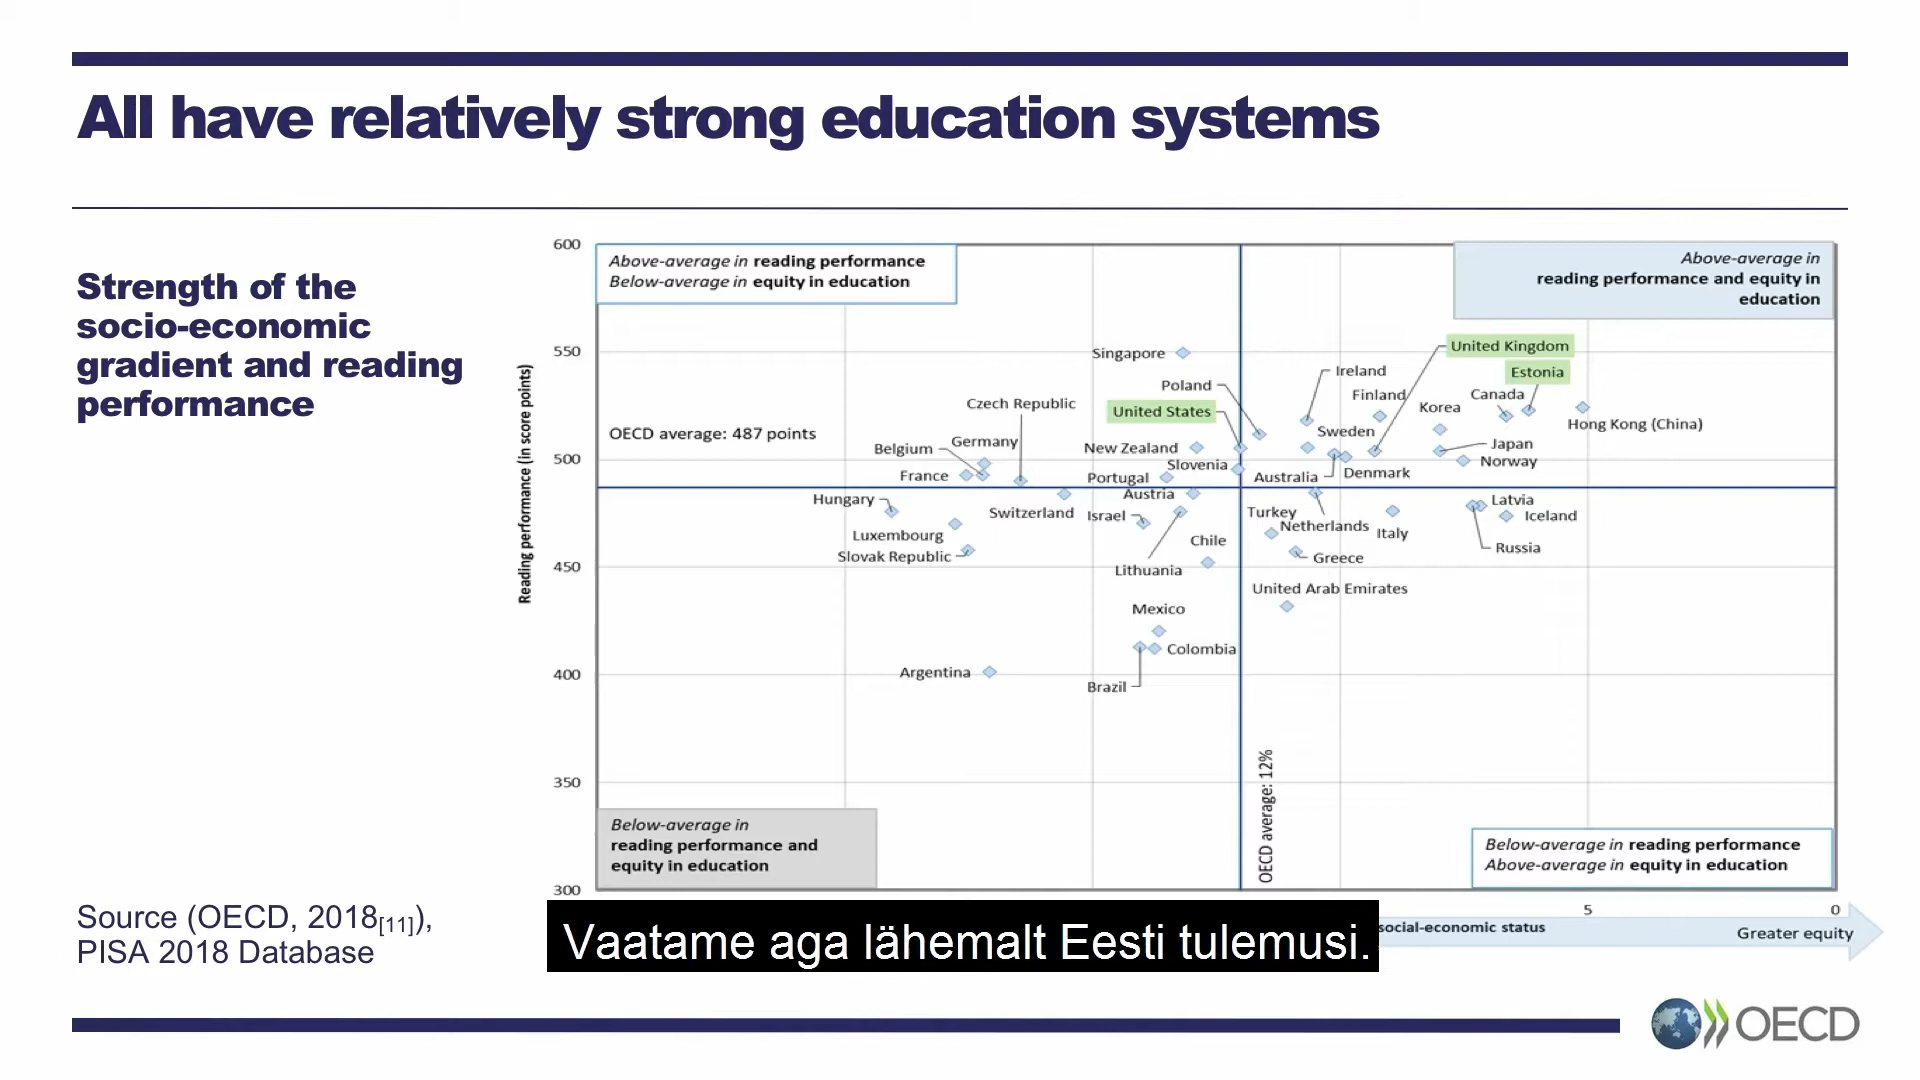 All have relatively strong education systems
Strength of the
socio-economic
gradient and reading
performance
Source (OECD, 2018[11]),
PISA 2018 Database
Reading performance (in score points)
600
550
500
450
400
350
300
Above-average in reading performance
Below-average in equity in education
Above-average in
reading performance and equity in
education
OECD average: 487 points
Singapore
Poland
United States
Czech Republic
Germany
Belgium
France
New Zealand
Slovenia
Portugal
Austria
Hungary
Switzerland
Israel
Luxembourg
Slovak Republic
Chile
Lithuania
Mexico
Colombia
Brazil
Argentina
United Kingdom
Estonia
Ireland
Finland
Canada
Korea
Hong Kong (China)
Sweden
Japan
Norway
Australia
Denmark
Turkey
Netherlands
Italy
Latvia
Iceland
Russia
Greece
United Arab Emirates
OECD average: 12%
Below-average in
reading performance and
equity in education
Below-average in reading performance
Above-average in equity in education
5
0
social-economic status
Greater equity
Vaatame aga lähemalt Eesti tulemusi.
OECD